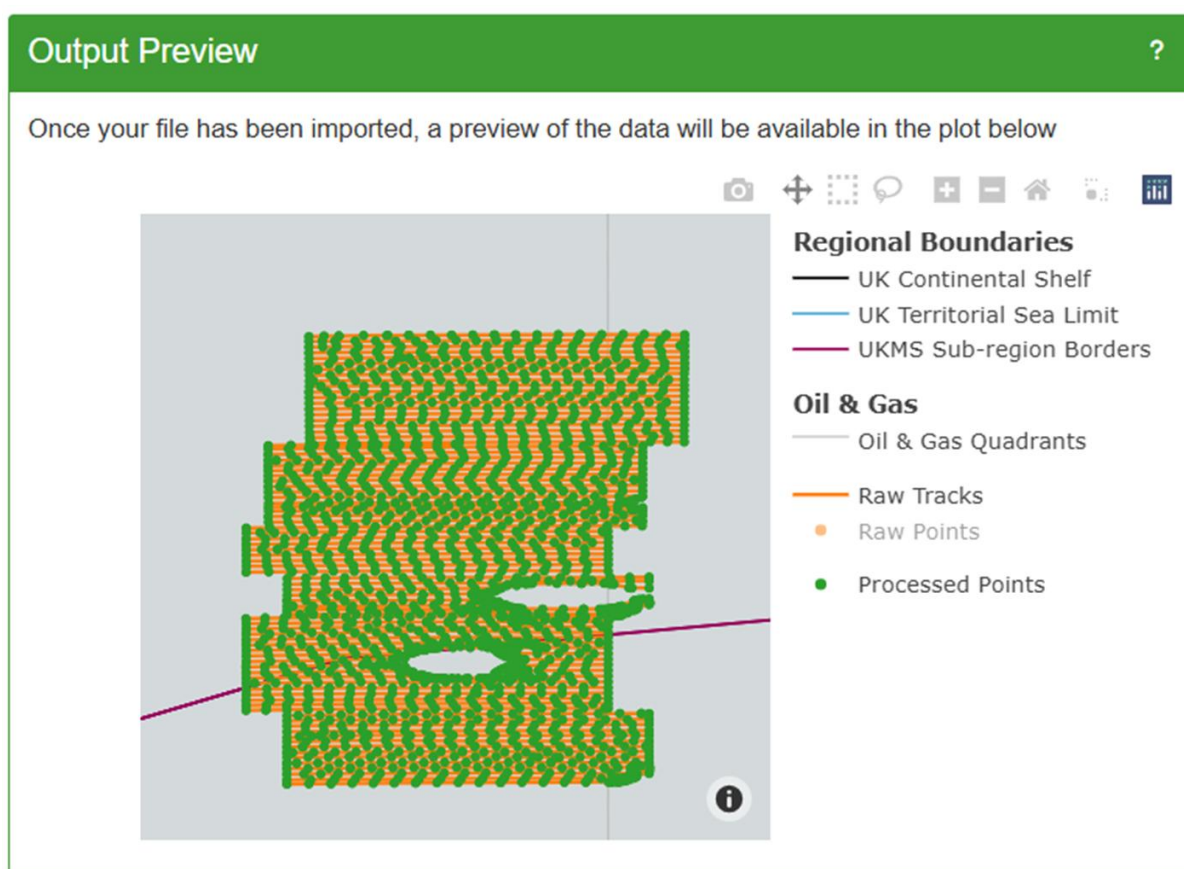 Output Preview
?
Once your file has been imported, a preview of the data will be available in the plot below
Regional Boundaries
UK Continental Shelf
UK Territorial Sea Limit
UKMS Sub-region Borders
Oil & Gas
Oil & Gas Quadrants
Raw Tracks
Raw Points
Processed Points
i